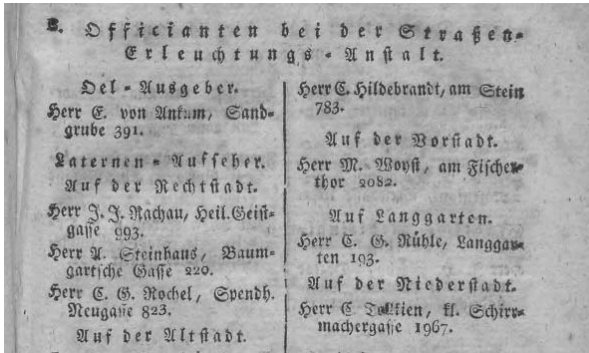 E. Officianten bei der Straßen-
Erleuchtungs-Anstalt.
Oel-Ausgeber.
Herr E. von Ankum, Sand-
grube 391.
Laternen-Aufseher.
Auf der Rechtstadt.
Herr J. J. Rachau, Heil. Geist-
gasse 993.
Herr A. Steinhaus, Baum-
gartsche Gasse 220.
Herr C. G. Rochel, Spendh.
Neugasse 823.
Auf der Altstadt.
Herr C. Hildebrandt, am Stein
783.
Auf der Vorstadt.
Herr M. Woyst, am Fischer-
thor 2082.
Auf Langgarten.
Herr C. G. Rühle, Langgar-
ten 193.
Auf der Niederstadt.
Herr C Tolkien, kl. Schirr-
machergasse 1967.